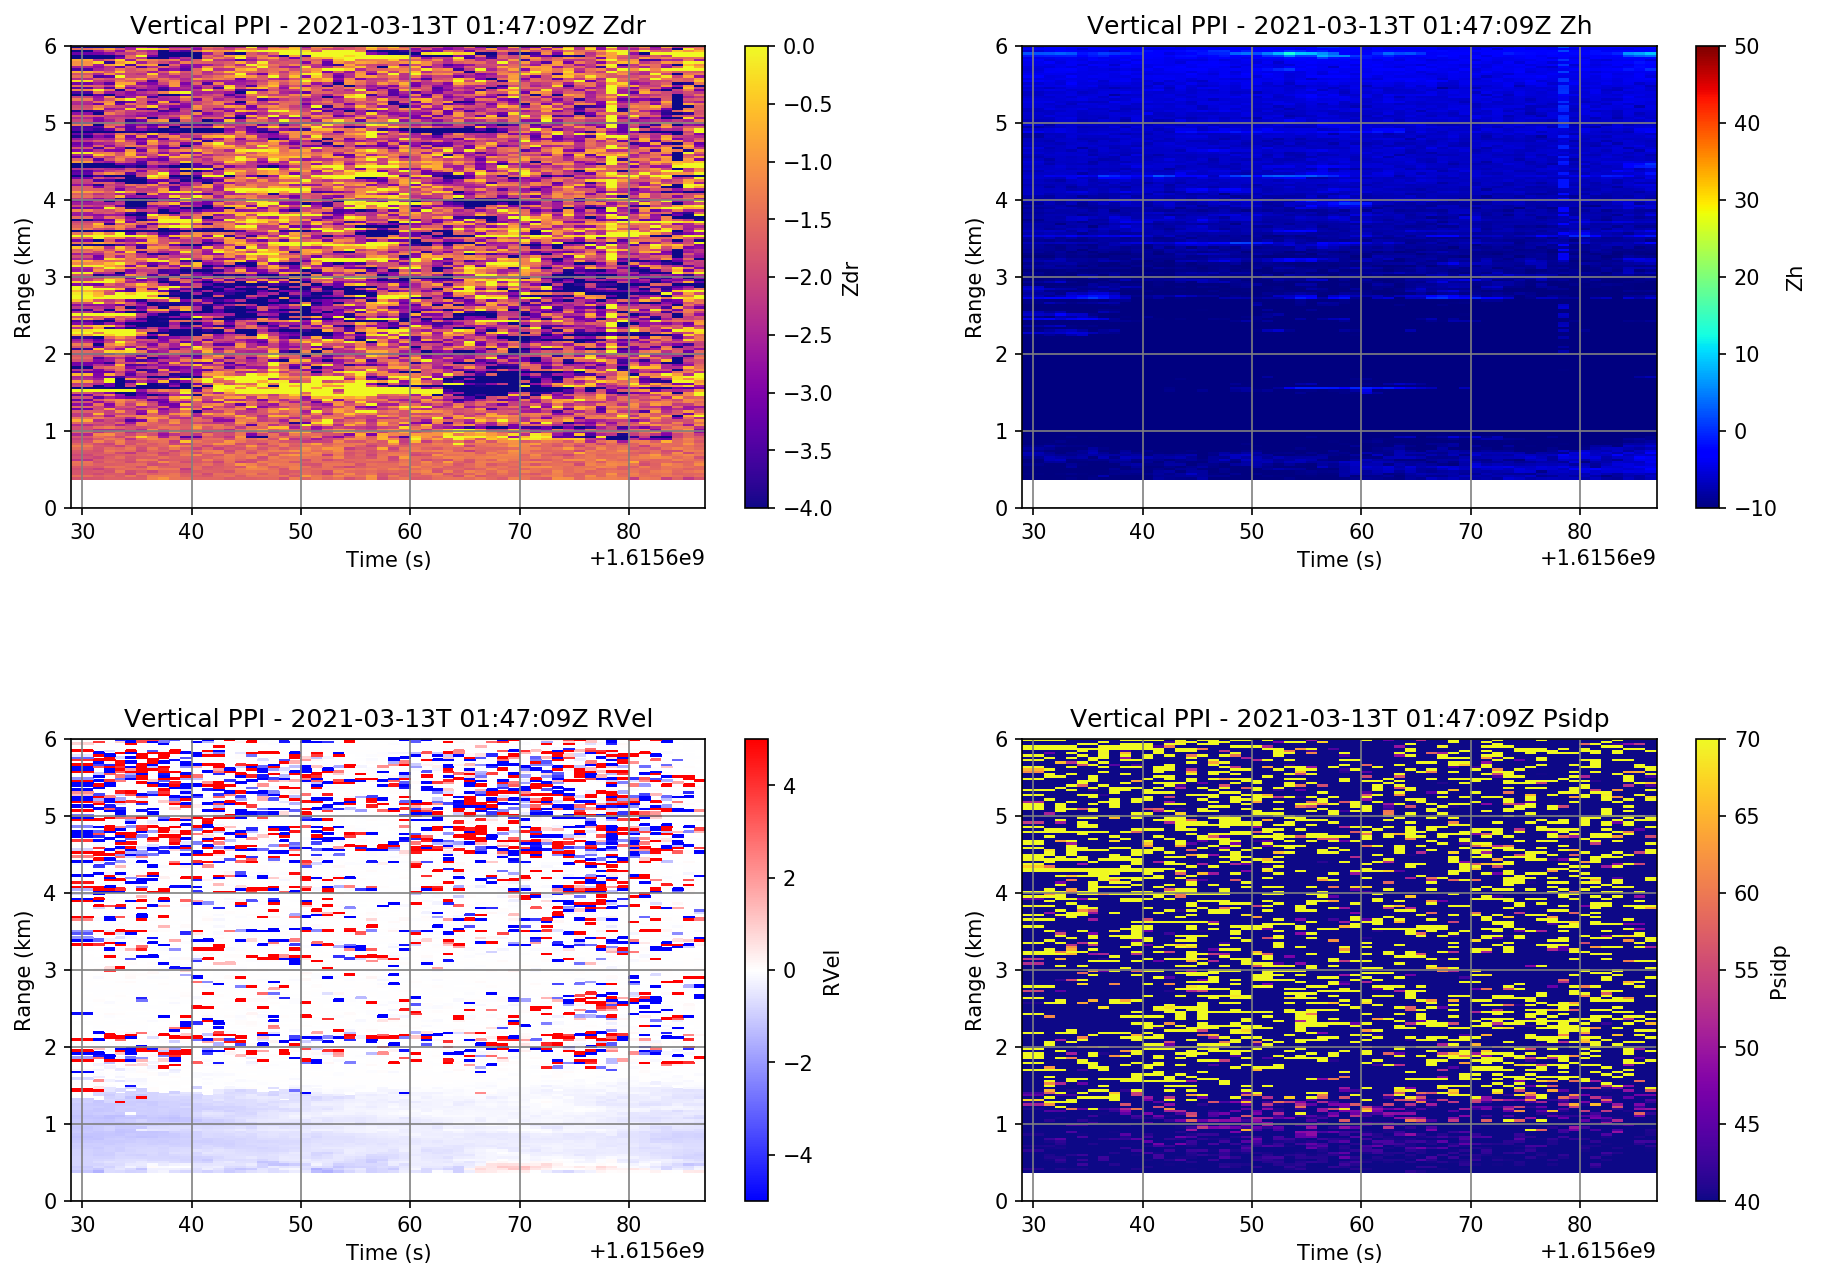 Vertical PPI - 2021-03-13T 01:47:09Z Zdr
6
5
4
3
2
1
0
Range (km)
30 40 50 60 70 80
Time (s)
+1.6156e9
0.0
−0.5
−1.0
−1.5
−2.0
−2.5
−3.0
−3.5
−4.0
Zdr
Vertical PPI - 2021-03-13T 01:47:09Z Zh
6
5
4
3
2
1
0
Range (km)
30 40 50 60 70 80
Time (s)
+1.6156e9
50
40
30
20
10
0
−10
Zh
Vertical PPI - 2021-03-13T 01:47:09Z RVel
6
5
4
3
2
1
0
Range (km)
30 40 50 60 70 80
Time (s)
+1.6156e9
4
2
0
−2
−4
RVel
Vertical PPI - 2021-03-13T 01:47:09Z Psidp
6
5
4
3
2
1
0
Range (km)
30 40 50 60 70 80
Time (s)
+1.6156e9
70
65
60
55
50
45
40
Psidp